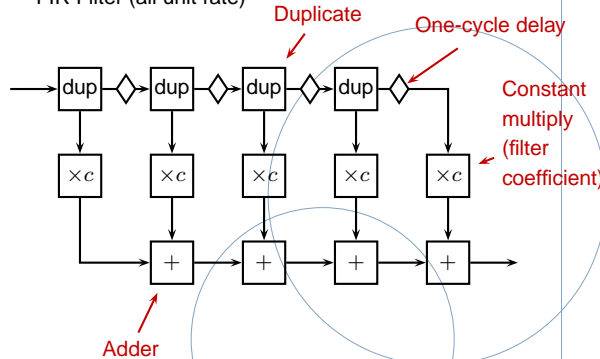 FIR Filter (all unit rate)
Duplicate
One-cycle delay
dup dup dup dup
Constant
multiply
(filter
coefficient)
×c ×c ×c ×c ×c
+ + + +
Adder